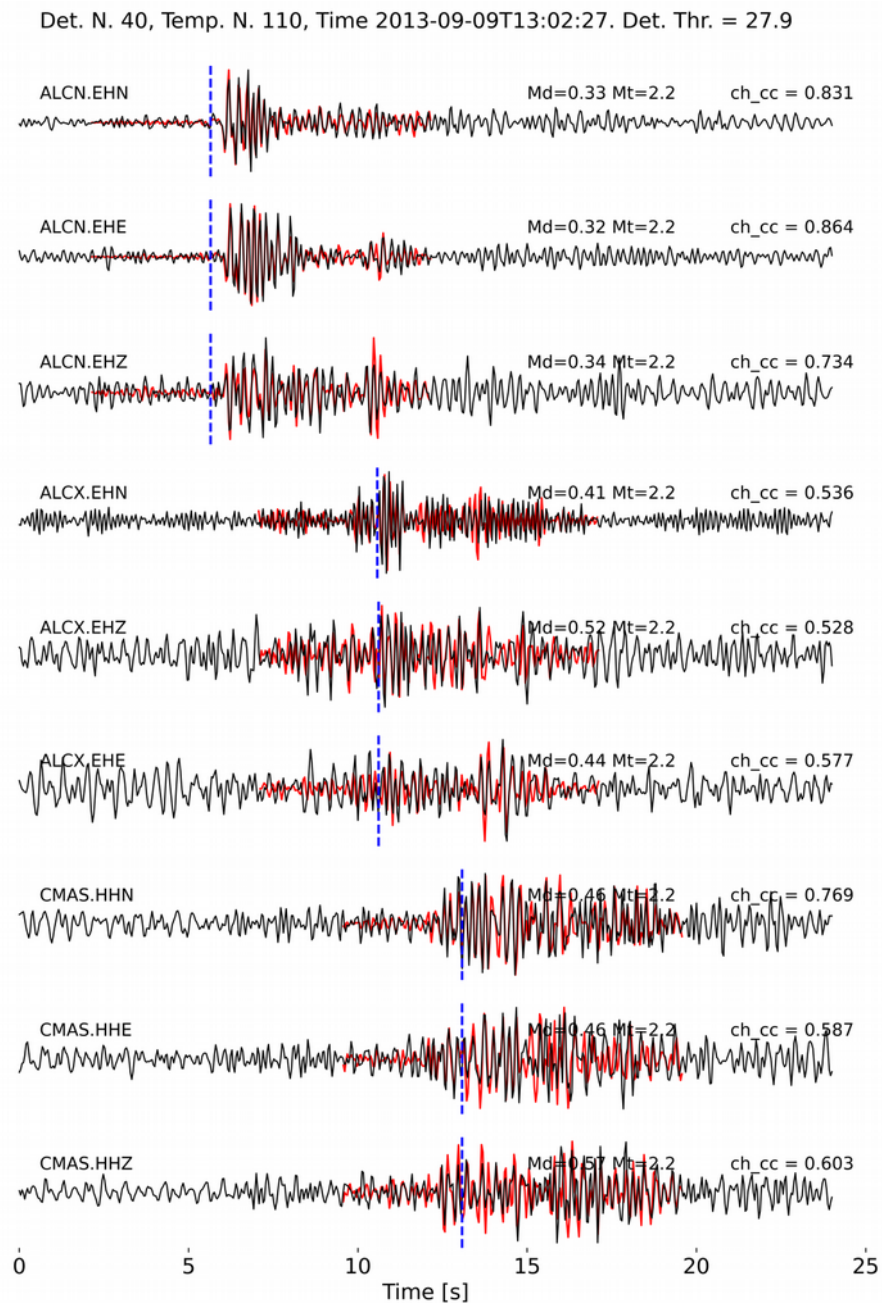 Det. N. 40, Temp. N. 110, Time 2013-09-09T13:02:27. Det. Thr. = 27.9
ALCN.EHN Md=0.33 Mt=2.2 ch_cc = 0.831
ALCN.EHE Md=0.32 Mt=2.2 ch_cc = 0.864
ALCN.EHZ Md=0.34 Mt=2.2 ch_cc = 0.734
ALCX.EHN Md=0.41 Mt=2.2 ch_cc = 0.536
ALCX.EHZ Md=0.52 Mt=2.2 ch_cc = 0.528
ALCX.EHE Md=0.44 Mt=2.2 ch_cc = 0.577
CMAS.HHN Md=0.46 Mt=2.2 ch_cc = 0.769
CMAS.HHE Md=0.46 Mt=2.2 ch_cc = 0.587
CMAS.HHZ Md=0.57 Mt=2.2 ch_cc = 0.603
0 5 10 15 20 25
Time [s]